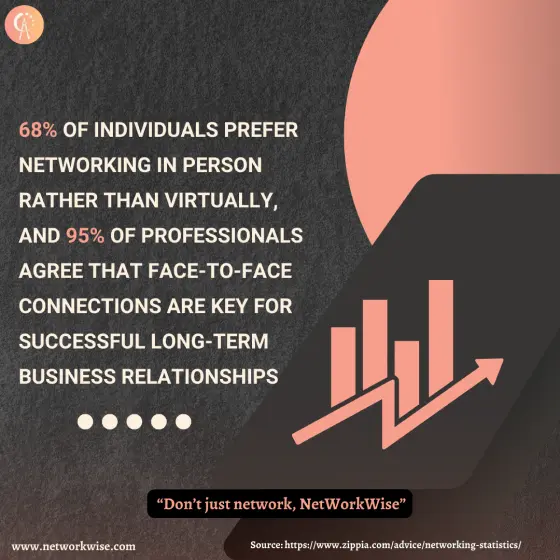 68% OF INDIVIDUALS PREFER
NETWORKING IN PERSON
RATHER THAN VIRTUALLY,
AND 95% OF PROFESSIONALS
AGREE THAT FACE-TO-FACE
CONNECTIONS ARE KEY FOR
SUCCESSFUL LONG-TERM
BUSINESS RELATIONSHIPS
“Don’t just network, NetWorkWise”
www.networkwise.com
Source: https://www.zippia.com/advice/networking-statistics/